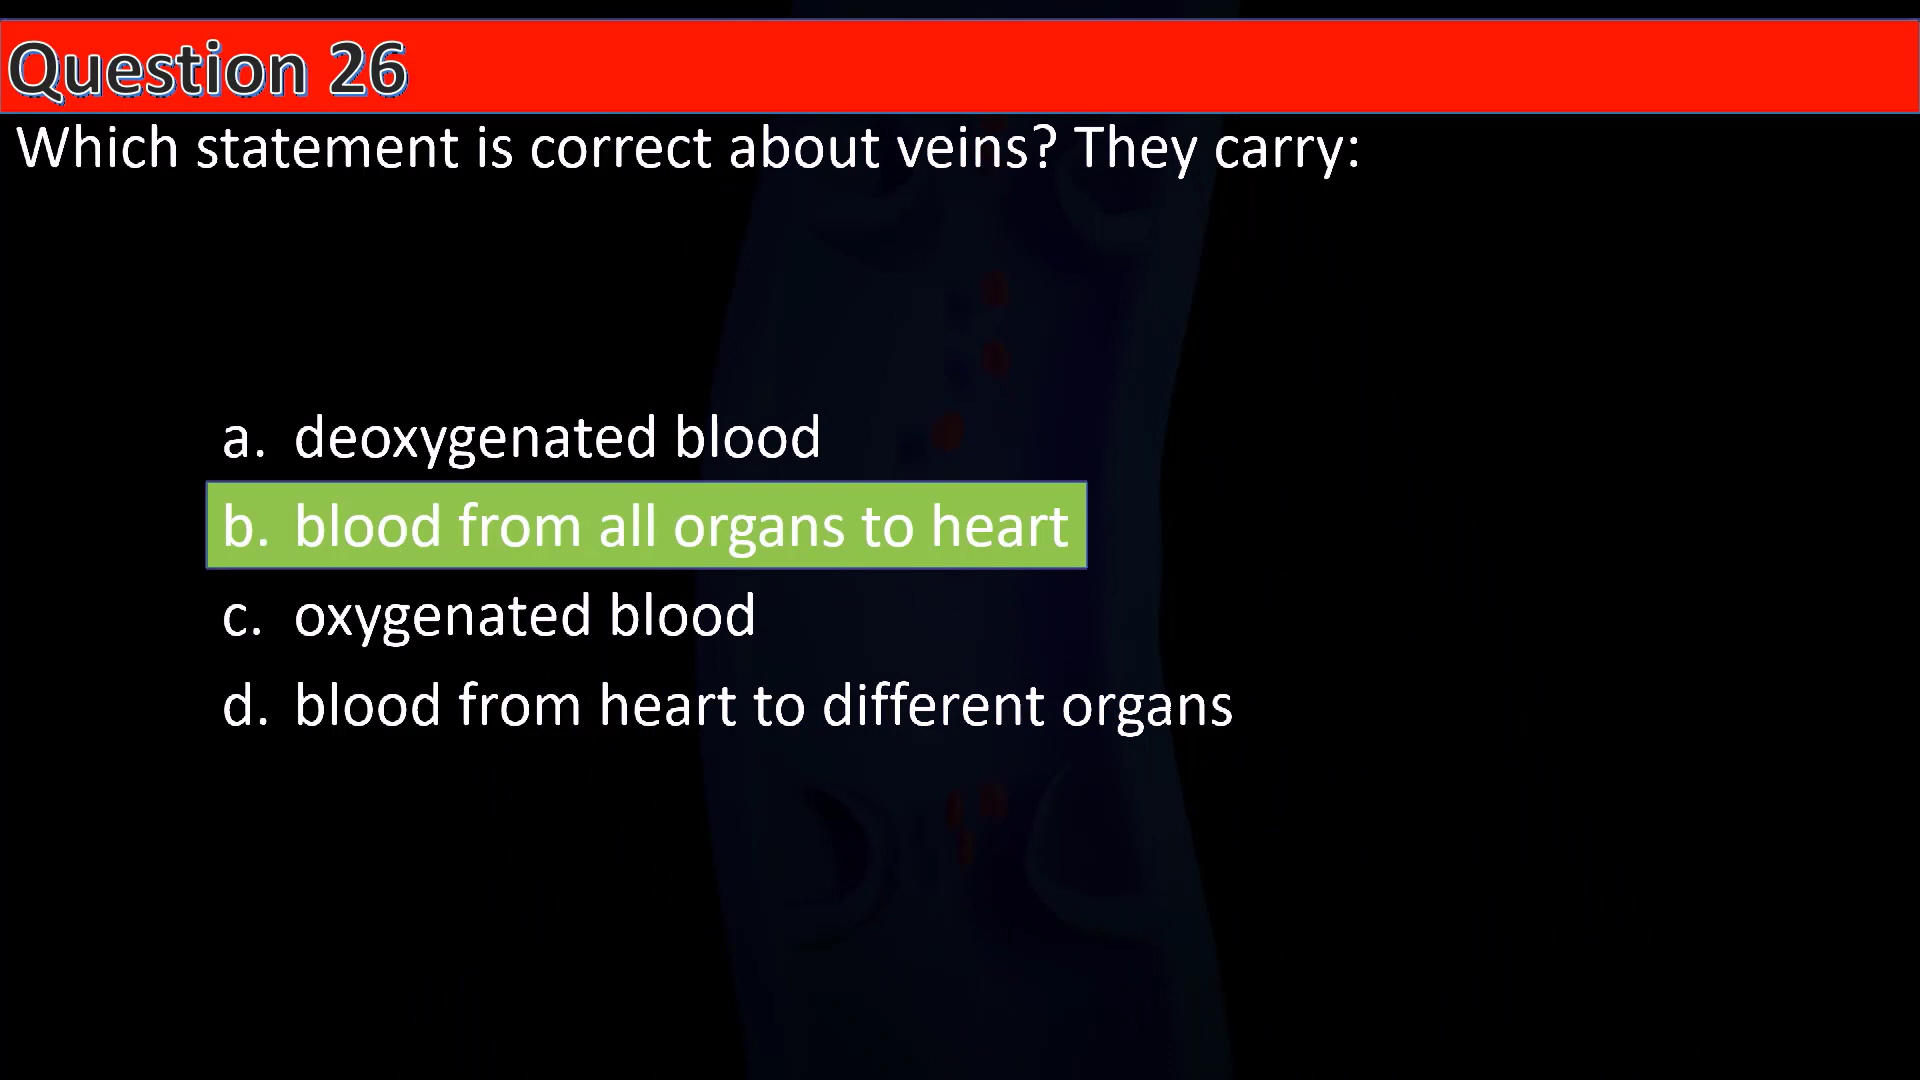 Question 26
Which statement is correct about veins? They carry:
a. deoxygenated blood
b. blood from all organs to heart
c. oxygenated blood
d. blood from heart to different organs